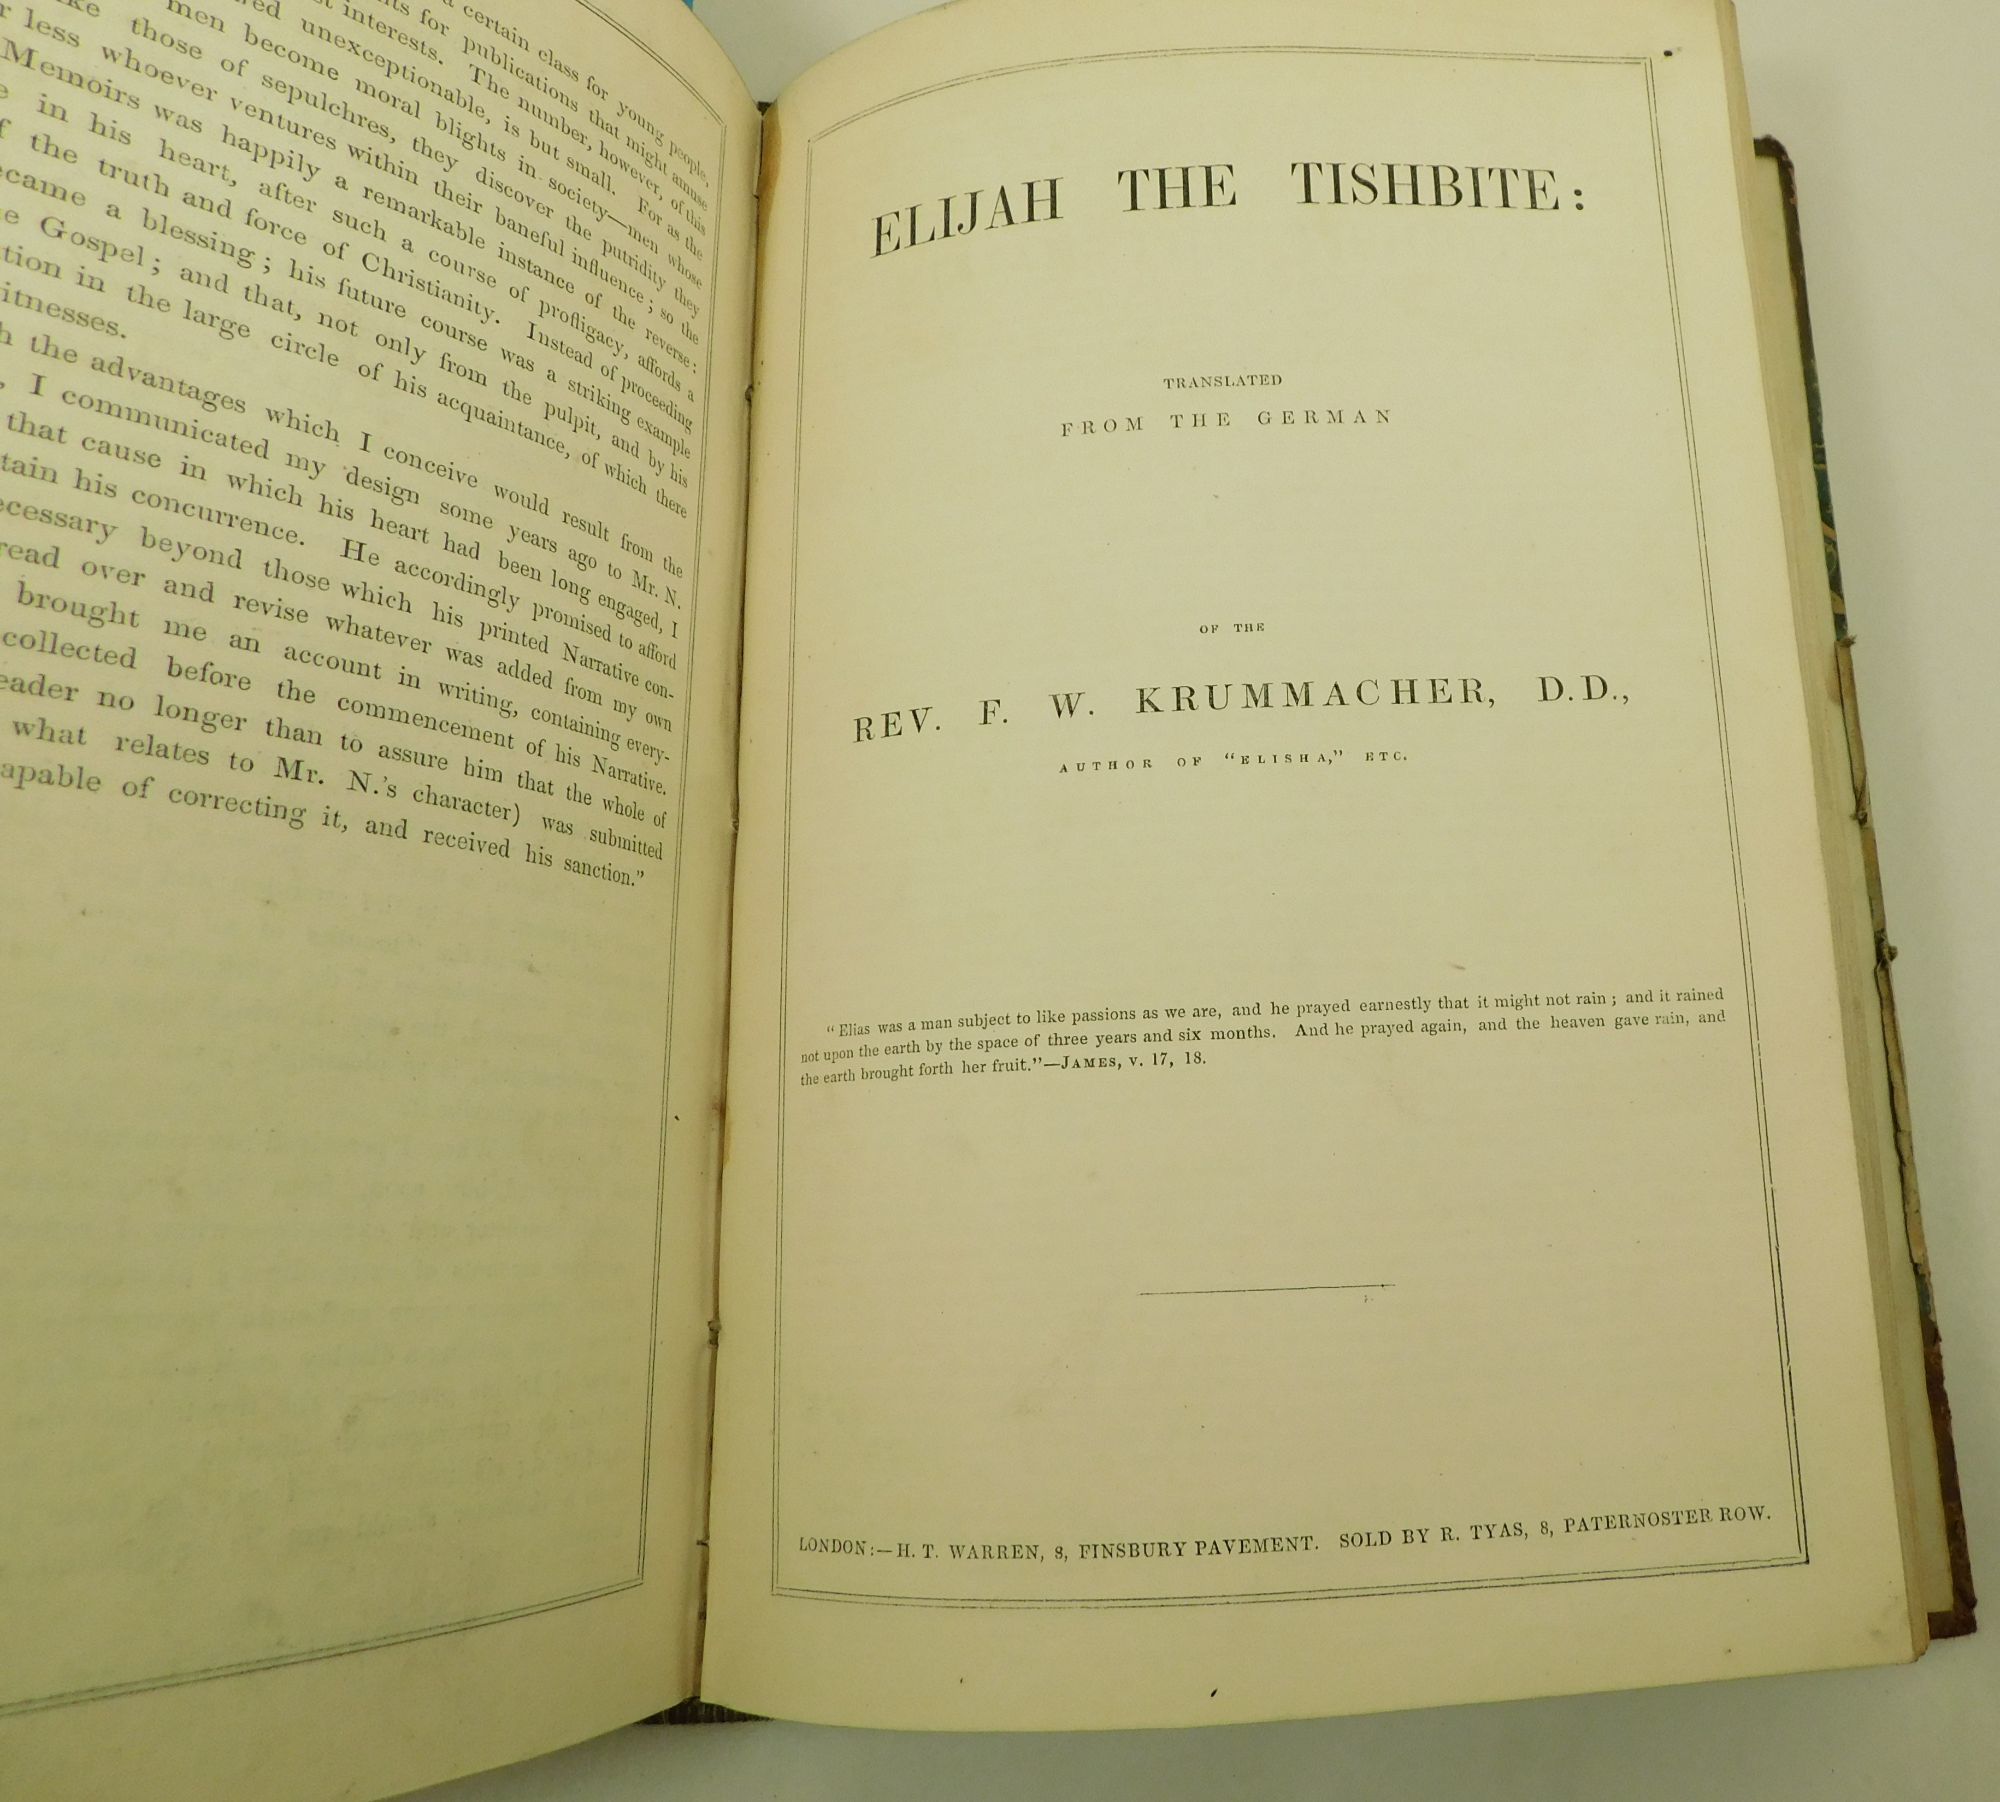 a certain class for young people,
for publications that might amuse
interests. The number, however, of this
unexceptionable, is but small. For as the
men become moral blights in society—men whose
those of sepulchres, they discover the putridity they
less whoever ventures within their baneful influence; so the
Memoirs was happily a remarkable instance of the reverse:
in his heart, after such a course of profligacy, affords a
the truth and force of Christianity. Instead of proceeding
a blessing; his future course was a striking example
Gospel; and that, not only from the pulpit, and by his
in the large circle of his acquaintance, of which there
itnesses.
the advantages which I conceive would result from the
I communicated my design some years ago to Mr. N.
that cause in which his heart had been long engaged, I
tain his concurrence. He accordingly promised to afford
ecessary beyond those which his printed Narrative con-
read over and revise whatever was added from my own
brought me an account in writing, containing every-
collected before the commencement of his Narrative.
eader no longer than to assure him that the whole of
what relates to Mr. N.'s character) was submitted
apable of correcting it, and received his sanction."
ELIJAH THE TISHBITE:
TRANSLATED
FROM THE GERMAN
OF THE
REV. F. W. KRUMMACHER, D.D.,
AUTHOR OF "ELISHA," ETC.
"Elias was a man subject to like passions as we are, and he prayed earnestly that it might not rain; and it rained
not upon the earth by the space of three years and six months. And he prayed again, and the heaven gave rain, and
the earth brought forth her fruit."—JAMES, v. 17, 18.
LONDON:—H. T. WARREN, 8, FINSBURY PAVEMENT. SOLD BY R. TYAS, 8, PATERNOSTER ROW.